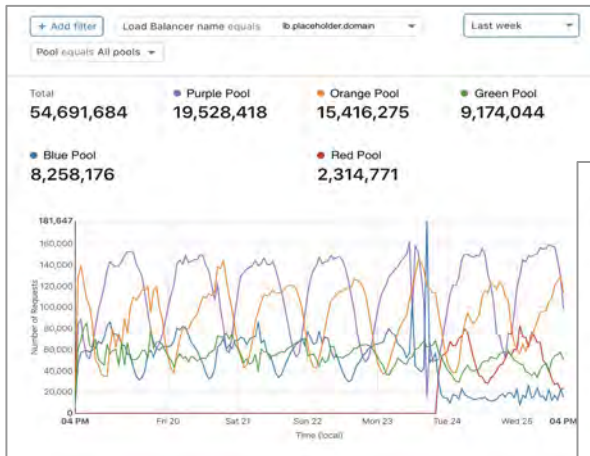 + Add filter Load Balancer name equals lb.placeholder.domain Last week
Pool equals All pools
Total Purple Pool Orange Pool Green Pool
54,691,684 19,528,418 15,416,275 9,174,044
Blue Pool Red Pool
8,258,176 2,314,771
181,647
160,000
140,000
120,000
100,000
80,000
60,000
40,000
20,000
0
Number of Requests
04 PM Fri 20 Sat 21 Sun 22 Mon 23 Tue 24 Wed 25 04 PM
Time (local)